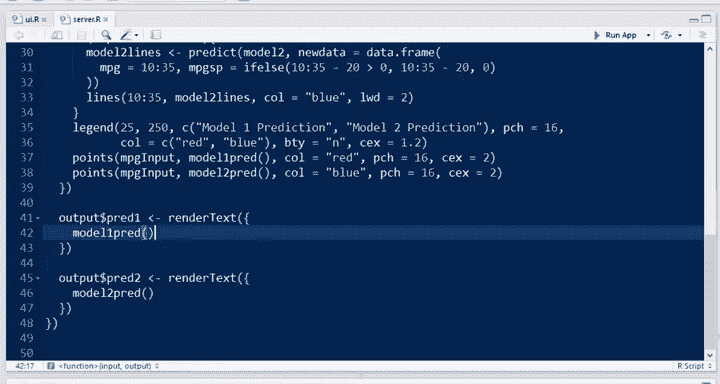 ui.R × server.R ×
Run App
30
31 model2lines <- predict(model2, newdata = data.frame(
mpg = 10:35, mpgsp = ifelse(10:35 - 20 > 0, 10:35 - 20, 0)
32 ))
33 lines(10:35, model2lines, col = "blue", lwd = 2)
34 }
35 legend(25, 250, c("Model 1 Prediction", "Model 2 Prediction"), pch = 16,
36 col = c("red", "blue"), bty = "n", cex = 1.2)
37 points(mpgInput, model1pred(), col = "red", pch = 16, cex = 2)
38 points(mpgInput, model2pred(), col = "blue", pch = 16, cex = 2)
39 })
40
41 output$pred1 <- renderText({
42 model1pred()
43 })
44
45 output$pred2 <- renderText({
46 model2pred()
47 })
48 })
49
50
42:17 <function>(input, output) R Script